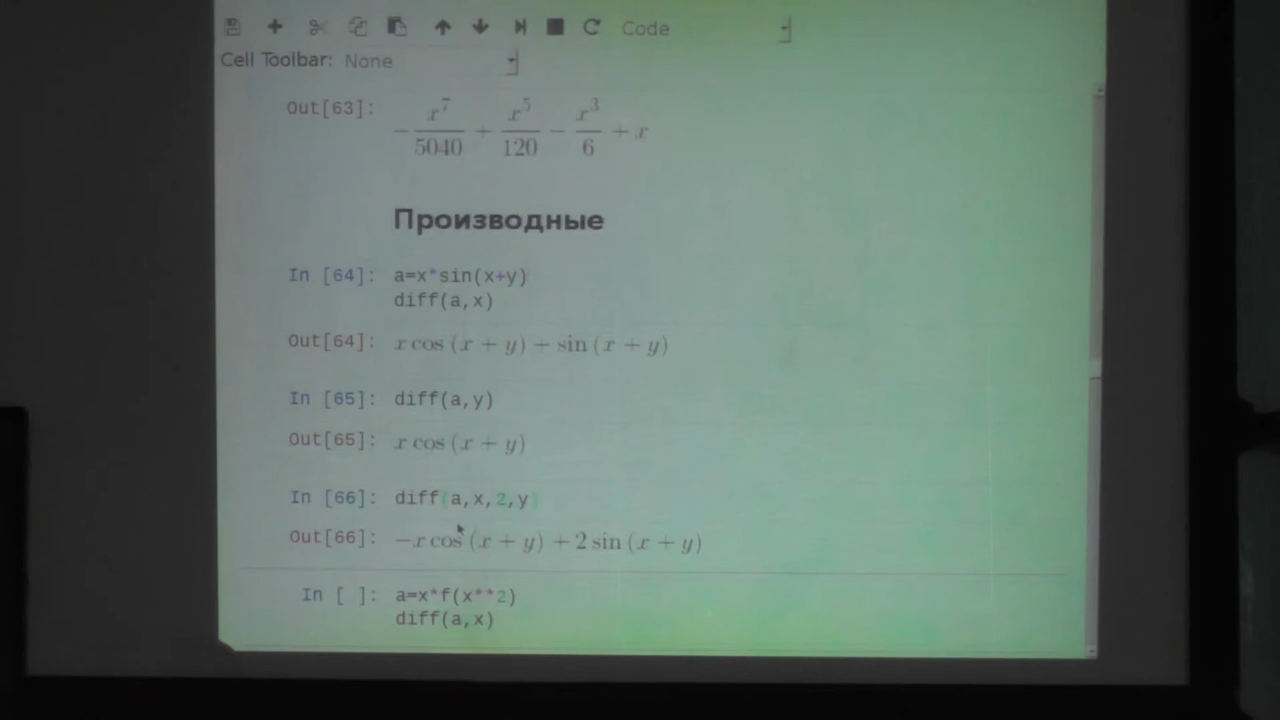 Code
Cell Toolbar: None
Out[63]: -x^7/5040 + x^5/120 - x^3/6 + x
Производные
In [64]: a=x*sin(x+y)
diff(a,x)
Out[64]: x cos (x + y) + sin (x + y)
In [65]: diff(a,y)
Out[65]: x cos (x + y)
In [66]: diff(a,x,2,y)
Out[66]: −x cos (x + y) + 2 sin (x + y)
In [ ]: a=x*f(x**2)
diff(a,x)